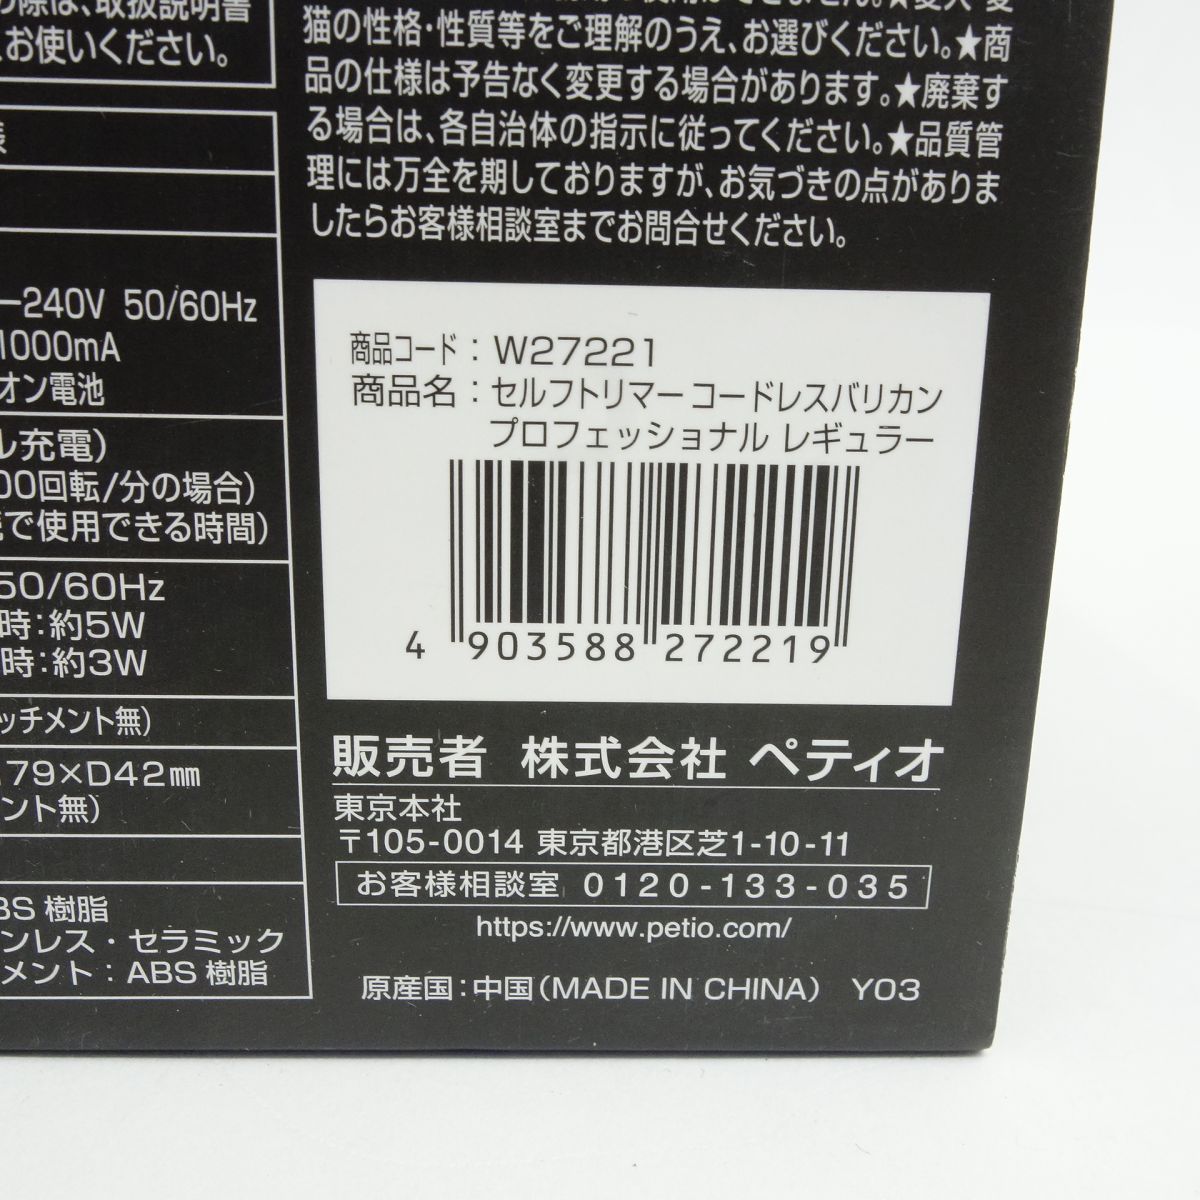 の際は、取扱説明書
お使いください。
様
−240V 50/60Hz
1000mA
オン電池
ル充電)
00回転/分の場合)
で使用できる時間)
50/60Hz
時：約5W
時：約3W
ッチメント無)
179×D42㎜
ント無)
BS 樹脂
ンレス・セラミック
メント：ABS 樹脂
猫の性格・性質等をご理解のうえ、お選びください。★商
品の仕様は予告なく変更する場合があります。★廃棄す
る場合は、各自治体の指示に従ってください。★品質管
理には万全を期しておりますが、お気づきの点がありま
したらお客様相談室までお問合せください。
商品コード：W27221
商品名：セルフトリマー コードレスバリカン
プロフェッショナル レギュラー
4 903588 272219
販売者 株式会社 ペティオ
東京本社
〒105-0014 東京都港区芝1-10-11
お客様相談室 0120-133-035
https://www.petio.com/
原産国：中国(MADE IN CHINA) Y03